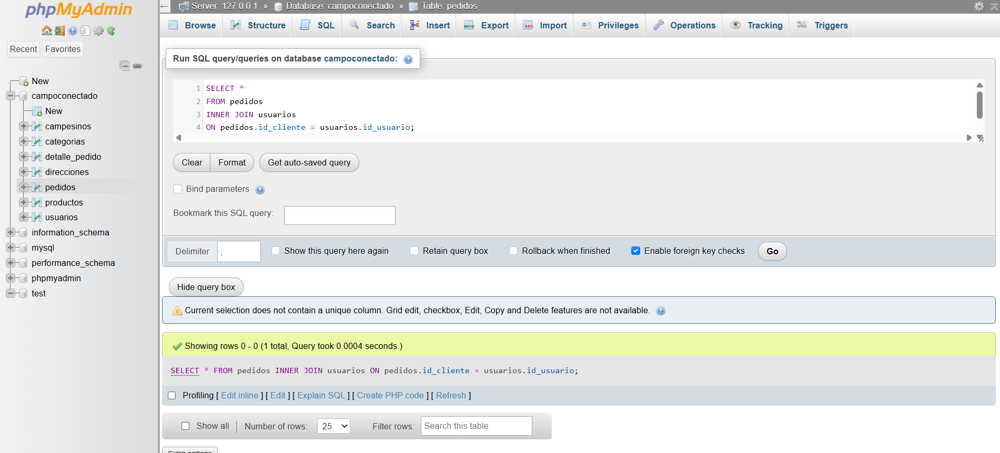 phpMyAdmin
Recent
Favorites
New
campoconectado
New
campesinos
categorias
detalle_pedido
direcciones
pedidos
productos
usuarios
information_schema
mysql
performance_schema
phpmyadmin
test
Server: 127.0.0.1 » Database: campoconectado » Table: pedidos
Browse Structure SQL Search Insert Export Import Privileges Operations Tracking Triggers
Run SQL query/queries on database campoconectado:
1 SELECT *
2 FROM pedidos
3 INNER JOIN usuarios
4 ON pedidos.id_cliente = usuarios.id_usuario;
Clear Format Get auto-saved query
Bind parameters
Bookmark this SQL query:
Delimiter ; Show this query here again Retain query box Rollback when finished Enable foreign key checks Go
Hide query box
Current selection does not contain a unique column. Grid edit, checkbox, Edit, Copy and Delete features are not available.
Showing rows 0 - 0 (1 total, Query took 0.0004 seconds.)
SELECT * FROM pedidos INNER JOIN usuarios ON pedidos.id_cliente = usuarios.id_usuario;
Profiling [ Edit inline ] [ Edit ] [ Explain SQL ] [ Create PHP code ] [ Refresh ]
Show all Number of rows: 25 Filter rows: Search this table
Extra options